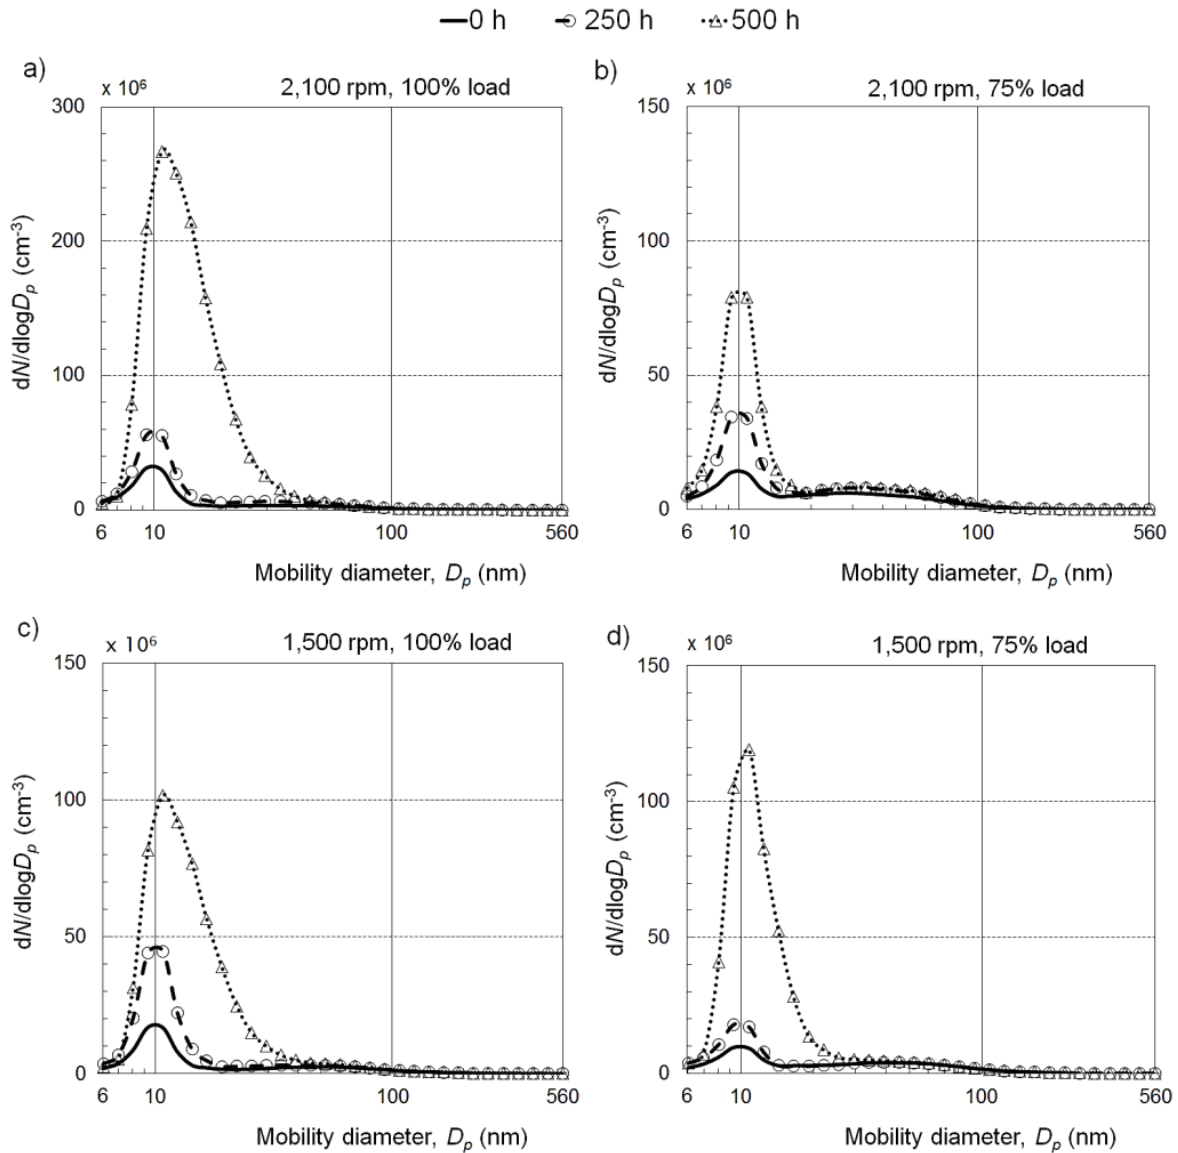 0 h 250 h 500 h
a)
x 10⁶ 2,100 rpm, 100% load
300
200
100
0
6 10 100 560
dN/dlogDₚ (cm⁻³)
Mobility diameter, Dₚ (nm)
b)
x 10⁶ 2,100 rpm, 75% load
150
100
50
0
6 10 100 560
dN/dlogDₚ (cm⁻³)
Mobility diameter, Dₚ (nm)
c)
x 10⁶ 1,500 rpm, 100% load
150
100
50
0
6 10 100 560
dN/dlogDₚ (cm⁻³)
Mobility diameter, Dₚ (nm)
d)
x 10⁶ 1,500 rpm, 75% load
150
100
50
0
6 10 100 560
dN/dlogDₚ (cm⁻³)
Mobility diameter, Dₚ (nm)